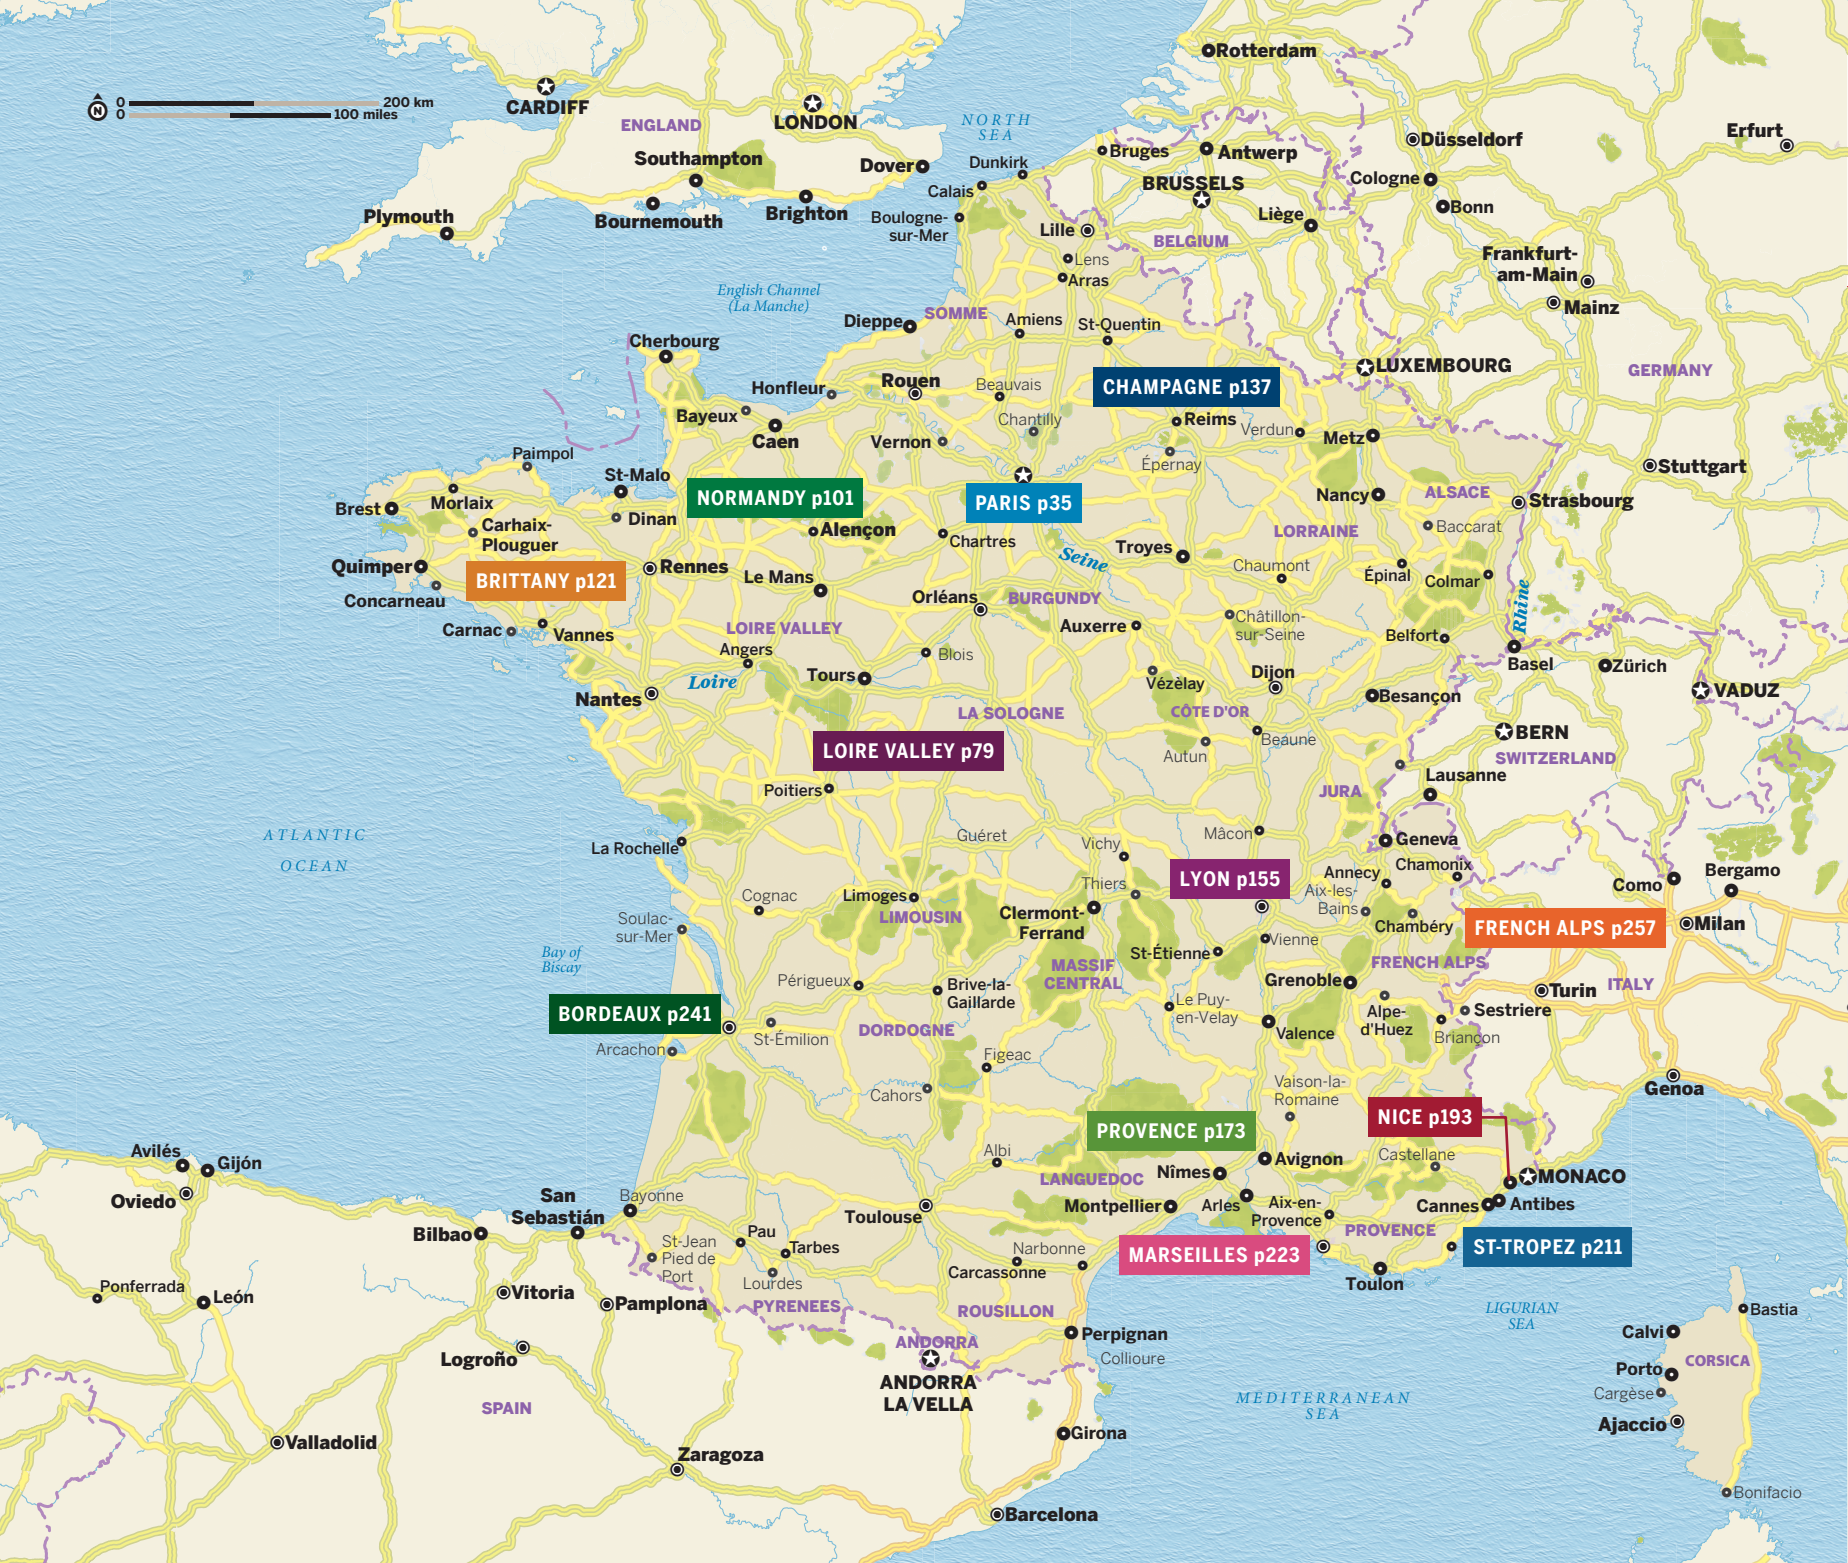 N
0
200 km
0
100 miles
CARDIFF
ENGLAND
LONDON
Southampton
Dover
Plymouth
Bournemouth
Brighton
NORTH
SEA
Rotterdam
Dunkirk
Calais
Boulogne-
sur-Mer
Bruges
Antwerp
BRUSSELS
Liège
BELGIUM
Düsseldorf
Cologne
Bonn
Erfurt
Frankfurt-
am-Main
Mainz
GERMANY
LUXEMBOURG
Stuttgart
Lille
Lens
Arras
English Channel
(La Manche)
Dieppe
SOMME
Amiens
St-Quentin
Cherbourg
Honfleur
Rouen
Beauvais
CHAMPAGNE p137
Bayeux
Caen
Vernon
Chantilly
Reims
Verdun
Metz
Épernay
Paimpol
St-Malo
Morlaix
Brest
Dinan
Carhaix-
Plouguer
NORMANDY p101
PARIS p35
Nancy
ALSACE
Strasbourg
Baccarat
LORRAINE
Alençon
Chartres
Seine
Troyes
Quimper
BRITTANY p121
Rennes
Le Mans
Concarneau
Carnac
Vannes
Orléans
BURGUNDY
Auxerre
Chaumont
Épinal
Colmar
Rhine
Châtillon-
sur-Seine
Belfort
Basel
Zürich
VADUZ
LOIRE VALLEY
Angers
Blois
Tours
Loire
Nantes
Vézèlay
Dijon
Besançon
LA SOLOGNE
CÔTE D'OR
Beaune
Autun
BERN
SWITZERLAND
Lausanne
LOIRE VALLEY p79
Poitiers
JURA
ATLANTIC
OCEAN
La Rochelle
Guéret
Vichy
Mâcon
Geneva
Chamonix
Annecy
LYON p155
Thiers
Aix-les-
Bains
Chambéry
Como
Bergamo
Milan
FRENCH ALPS p257
Cognac
Limoges
LIMOUSIN
Clermont-
Ferrand
Soulac-
sur-Mer
Bay of
Biscay
St-Étienne
Vienne
FRENCH ALPS
MASSIF
CENTRAL
Périgueux
Brive-la-
Gaillarde
Grenoble
Turin
ITALY
Sestriere
Alpe-
d'Huez
Briançon
Le Puy-
en-Velay
Valence
BORDEAUX p241
St-Émilion
DORDOGNE
Arcachon
Figeac
Cahors
Vaison-la-
Romaine
Genoa
NICE p193
PROVENCE p173
Albi
Avignon
Castellane
MONACO
Avilés
Gijón
Oviedo
San
Sebastián
Bilbao
Bayonne
Toulouse
LANGUEDOC
Nîmes
Montpellier
Arles
Aix-en-
Provence
PROVENCE
Cannes
Antibes
ST-TROPEZ p211
MARSEILLES p223
Toulon
St-Jean
Pied de
Port
Pau
Tarbes
Lourdes
PYRENEES
Narbonne
Carcassonne
ROUSILLON
Ponferrada
León
Vitoria
Pamplona
Logroño
ANDORRA
ANDORRA
LA VELLA
Perpignan
Collioure
LIGURIAN
SEA
Bastia
Calvi
CORSICA
Porto
Cargèse
Ajaccio
Bonifacio
MEDITERRANEAN
SEA
SPAIN
Valladolid
Zaragoza
Girona
Barcelona